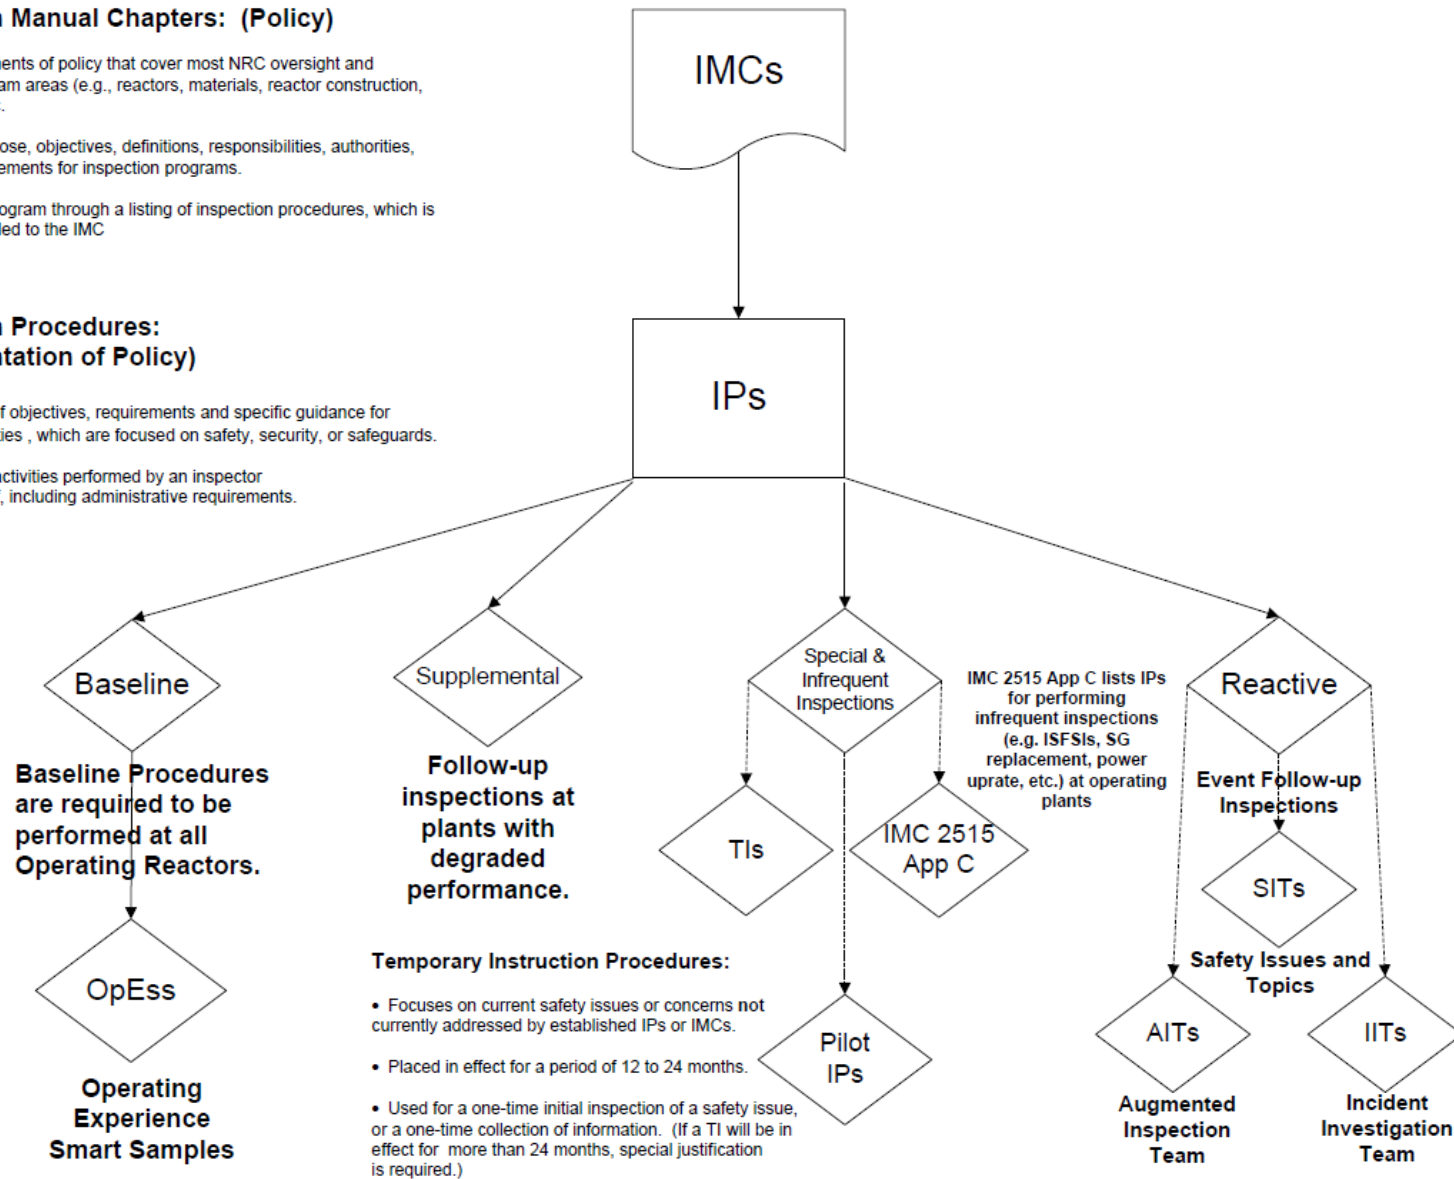 Manual Chapters: (Policy)
of policy that cover most NRC oversight and
areas (e.g., reactors, materials, reactor construction,
objectives, definitions, responsibilities, authorities,
for inspection programs.
through a listing of inspection procedures, which is
to the IMC
IMCs
Procedures:
of Policy)
objectives, requirements and specific guidance for
, which are focused on safety, security, or safeguards.
activities performed by an inspector
, including administrative requirements.
IPs
Baseline
Baseline Procedures
are required to be
performed at all
Operating Reactors.
OpEss
Operating
Experience
Smart Samples
Supplemental
Follow-up
inspections at
plants with
degraded
performance.
Special &
Infrequent
Inspections
IMC 2515 App C lists IPs
for performing
infrequent inspections
(e.g. ISFSIs, SG
replacement, power
uprate, etc.) at operating
plants
TIs
IMC 2515
App C
Pilot
IPs
Temporary Instruction Procedures:
• Focuses on current safety issues or concerns not
currently addressed by established IPs or IMCs.
• Placed in effect for a period of 12 to 24 months.
• Used for a one-time initial inspection of a safety issue,
or a one-time collection of information. (If a TI will be in
effect for more than 24 months, special justification
is required.)
Reactive
Event Follow-up
Inspections
SITs
Safety Issues and
Topics
AITs
Augmented
Inspection
Team
IITs
Incident
Investigation
Team